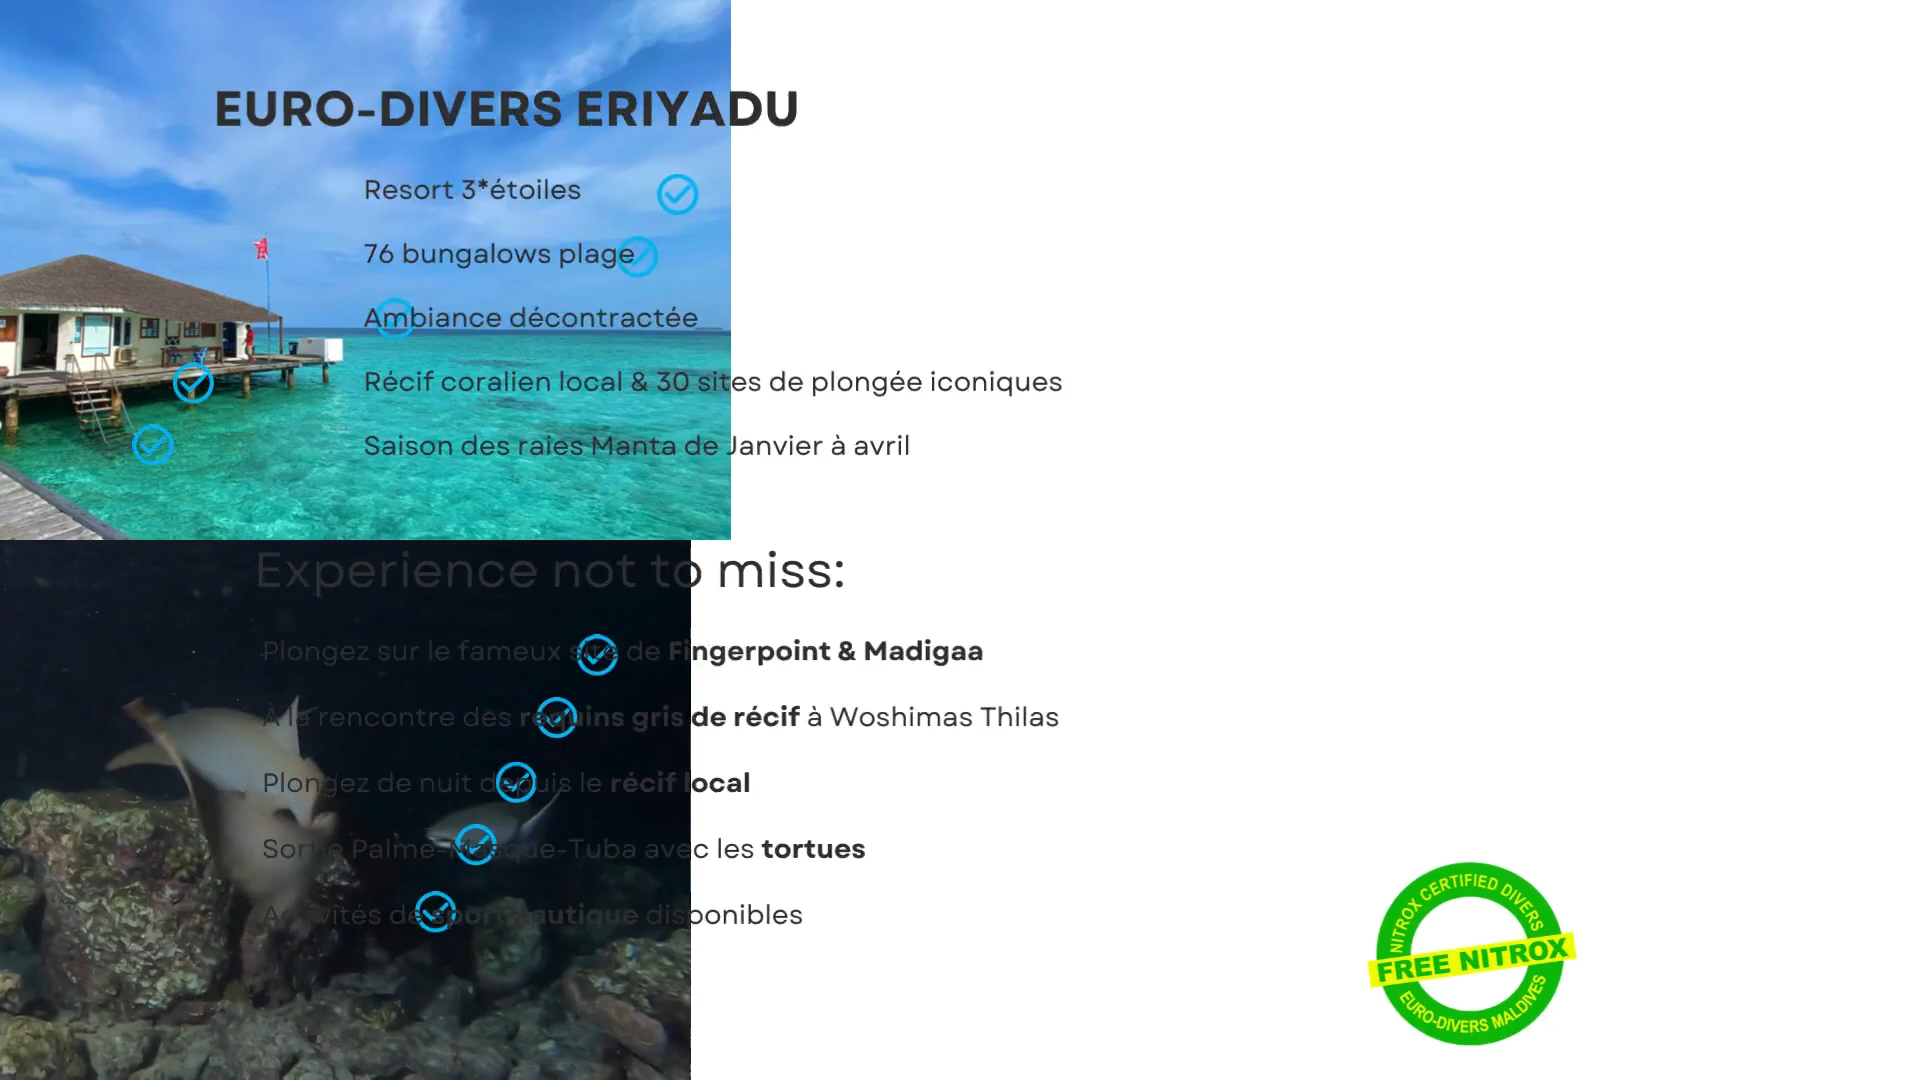 EURO-DIVERS ERIYADU
Resort 3*étoiles
76 bungalows plage
Ambiance décontractée
Récif coralien local & 30 sites de plongée iconiques
Saison des raies Manta de Janvier à avril
Experience not to miss:
Plongez sur le fameux site de Fingerpoint & Madigaa
À la rencontre des requins gris de récif à Woshimas Thilas
Plongez de nuit depuis le récif local
Sortie Palme-Masque-Tuba avec les tortues
Activités de sport nautique disponibles
NITROX CERTIFIED DIVERS
FREE NITROX
EURO-DIVERS MALDIVES